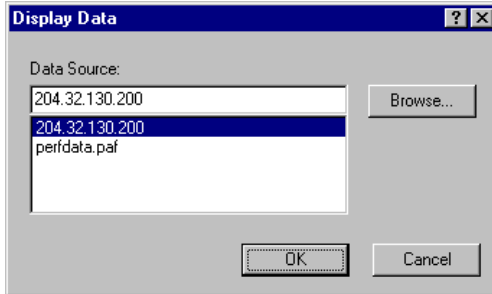 Display Data
Data Source:
204.32.130.200
Browse...
204.32.130.200
perfdata.paf
OK
Cancel